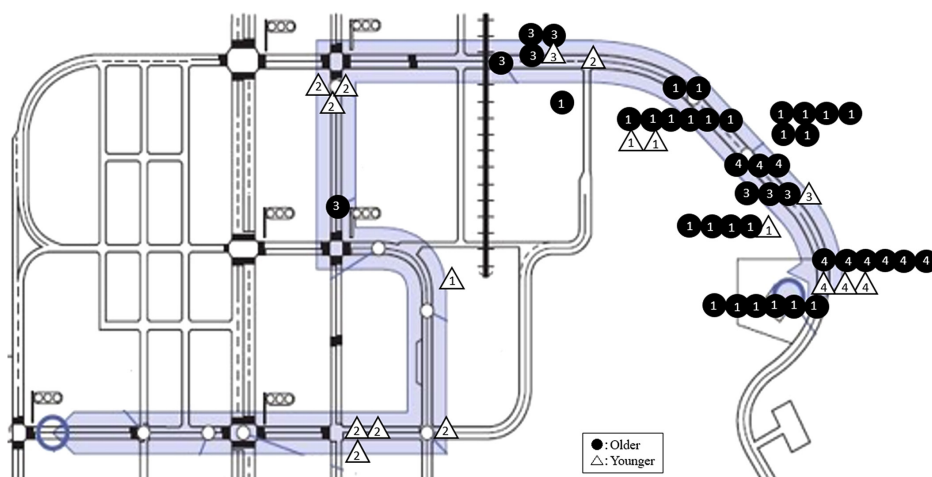 3 3
3 3 3 2
2 2 1 1
2 1
1 1 1 1
1 1 1 1 1 1
1 1
1 1
4 4 4
3 3 3 3
3
1 1 1 1 1
4 4 4 4 4 4
1
4 4 4
1 1 1 1 1 1
2 2 2
2
: Older
: Younger